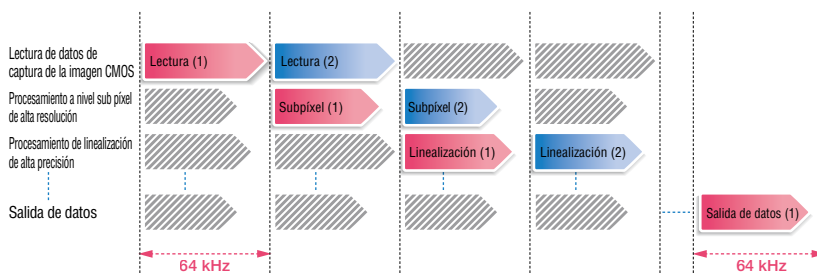 Lectura de datos de
captura de la imagen CMOS
Lectura (1)
Lectura (2)
Procesamiento a nivel sub píxel
de alta resolución
Subpíxel (1)
Subpíxel (2)
Procesamiento de linealización
de alta precisión
Linealización (1)
Linealización (2)
Salida de datos
Salida de datos (1)
64 kHz
64 kHz